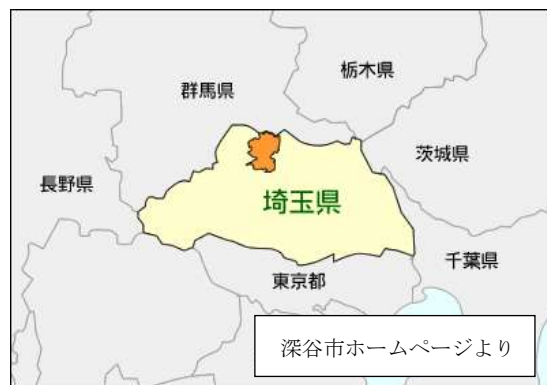 栃木県
群馬県
茨城県
長野県
埼玉県
千葉県
東京都
深谷市ホームページより